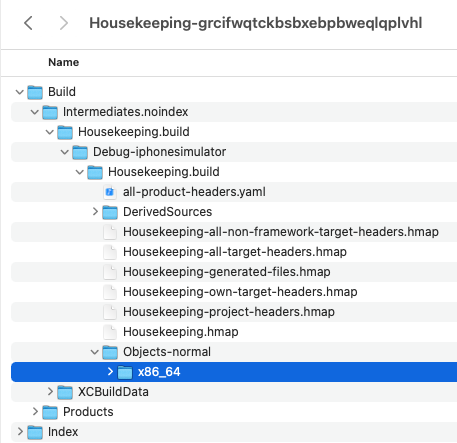 Housekeeping-grcifwqtckbsbxebpbweqlqplvhl
Name
Build
Intermediates.noindex
Housekeeping.build
Debug-iphonesimulator
Housekeeping.build
all-product-headers.yaml
DerivedSources
Housekeeping-all-non-framework-target-headers.hmap
Housekeeping-all-target-headers.hmap
Housekeeping-generated-files.hmap
Housekeeping-own-target-headers.hmap
Housekeeping-project-headers.hmap
Housekeeping.hmap
Objects-normal
x86_64
XCBuildData
Products
Index